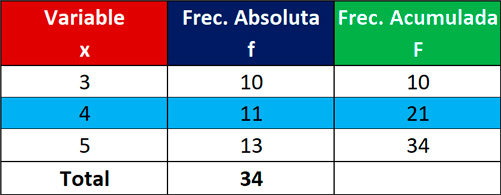 Variable Frec. Absoluta Frec. Acumulada
x f F
3 10 10
4 11 21
5 13 34
Total 34